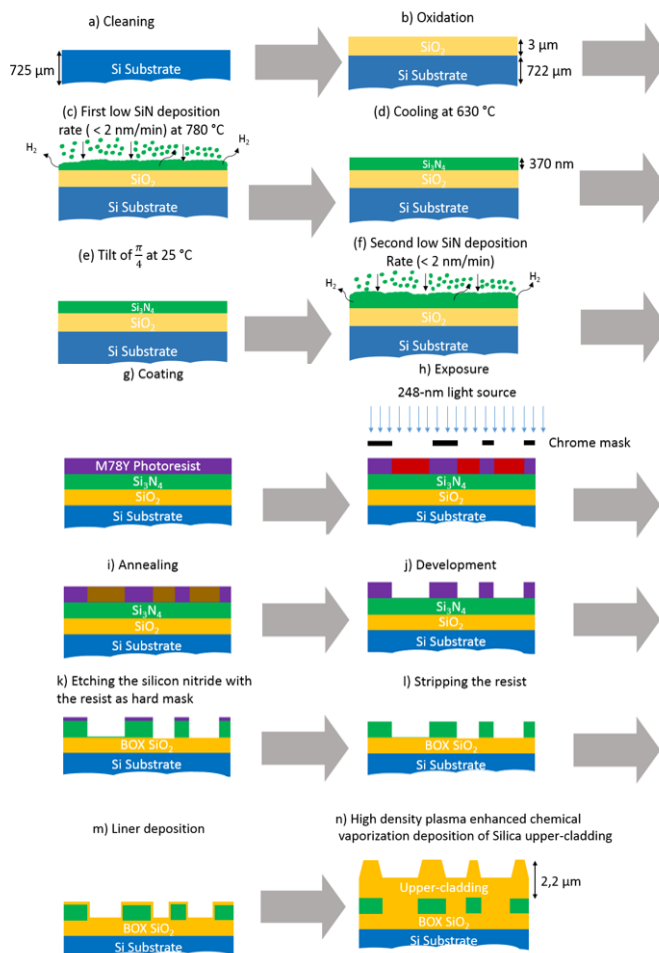 a) Cleaning
725 µm
Si Substrate
b) Oxidation
SiO₂
3 µm
Si Substrate
722 µm
(c) First low SiN deposition
rate ( < 2 nm/min) at 780 °C
H₂
H₂
SiO₂
Si Substrate
(d) Cooling at 630 °C
Si₃N₄
370 nm
SiO₂
Si Substrate
(e) Tilt of π/4 at 25 °C
Si₃N₄
SiO₂
Si Substrate
(f) Second low SiN deposition
Rate (< 2 nm/min)
H₂
H₂
SiO₂
Si Substrate
g) Coating
M78Y Photoresist
Si₃N₄
SiO₂
Si Substrate
h) Exposure
248-nm light source
Chrome mask
Si₃N₄
SiO₂
Si Substrate
i) Annealing
Si₃N₄
SiO₂
Si Substrate
j) Development
Si₃N₄
SiO₂
Si Substrate
k) Etching the silicon nitride with
the resist as hard mask
BOX SiO₂
Si Substrate
l) Stripping the resist
BOX SiO₂
Si Substrate
m) Liner deposition
BOX SiO₂
Si Substrate
n) High density plasma enhanced chemical
vaporization deposition of Silica upper-cladding
Upper-cladding
2,2 µm
BOX SiO₂
Si Substrate